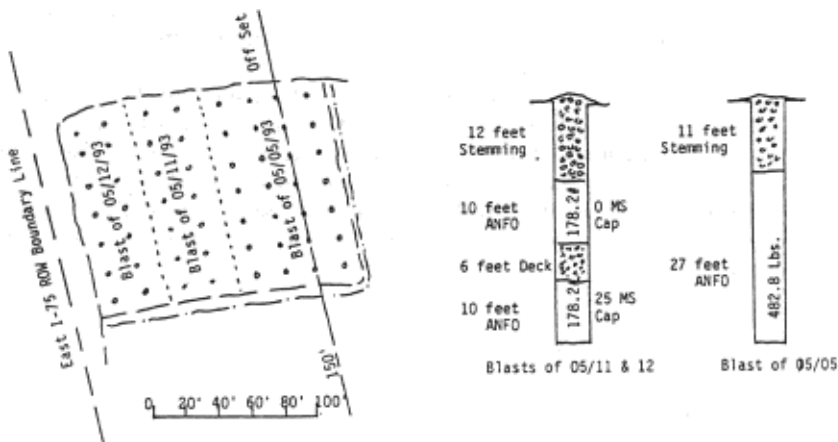 East I-75 ROW Boundary Line
Blast of 05/12/93
Blast of 05/11/93
Blast of 05/05/93
Off Set
150'
0 20' 40' 60' 80' 100'
12 feet
Stemming
10 feet
ANFO
178.2#
0 MS
Cap
6 feet Deck
10 feet
ANFO
178.2#
25 MS
Cap
Blasts of 05/11 & 12
11 feet
Stemming
27 feet
ANFO
482.8 Lbs.
Blast of 05/05